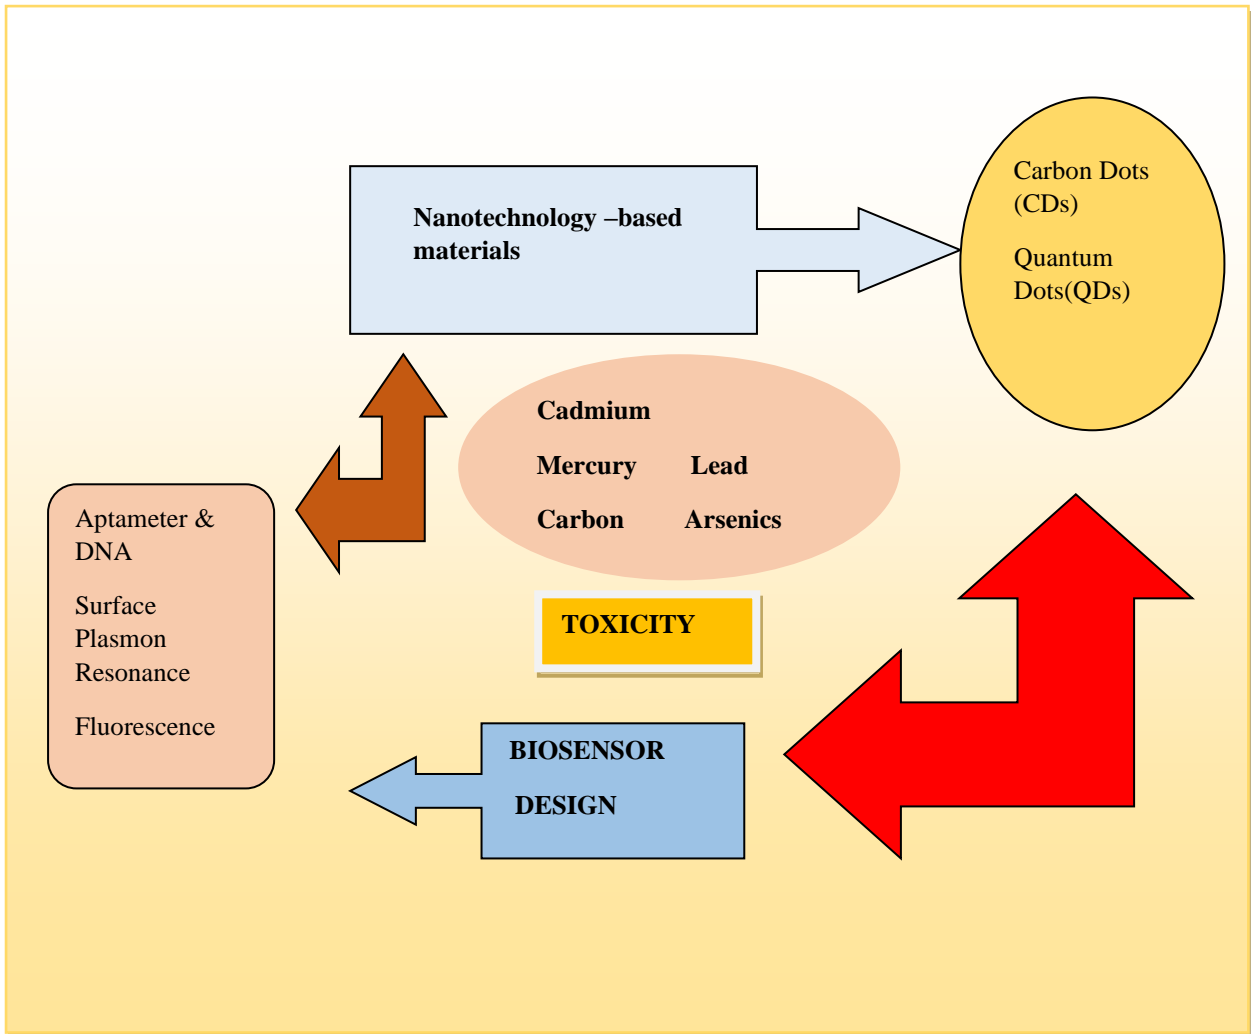 Nanotechnology –based
materials
Carbon Dots
(CDs)
Quantum
Dots(QDs)
Cadmium
Mercury Lead
Carbon Arsenics
Aptameter &
DNA
Surface
Plasmon
Resonance
Fluorescence
TOXICITY
BIOSENSOR
DESIGN